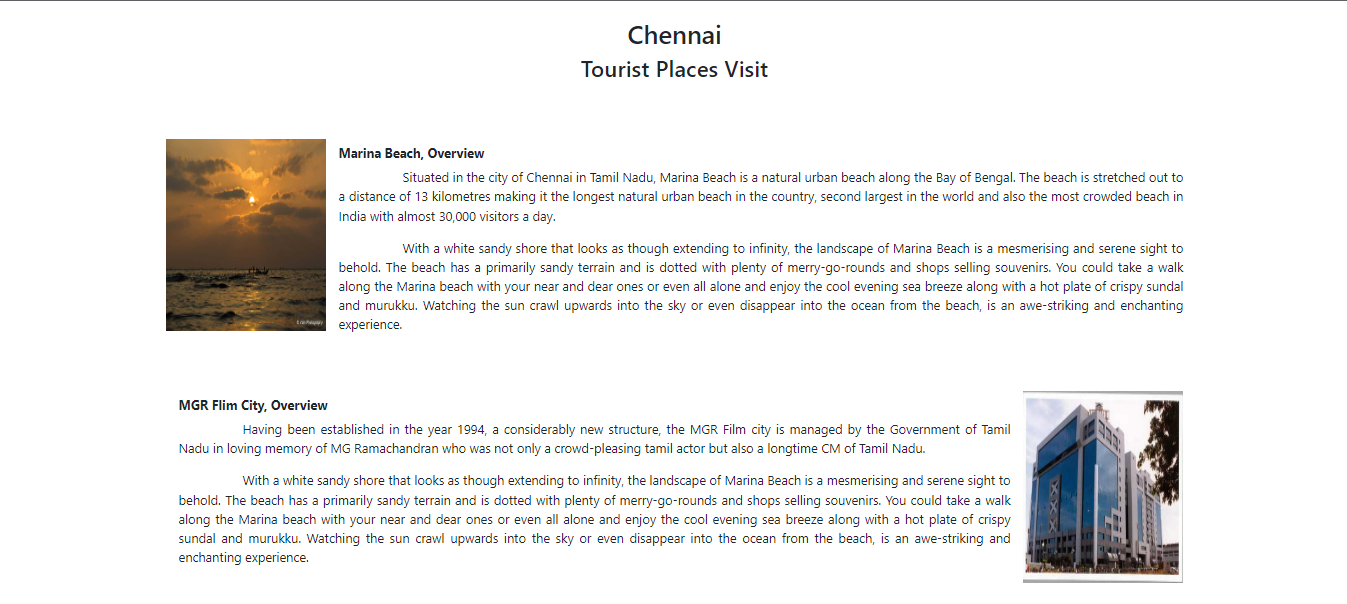 Chennai
Tourist Places Visit
Marina Beach, Overview
Situated in the city of Chennai in Tamil Nadu, Marina Beach is a natural urban beach along the Bay of Bengal. The beach is stretched out to
a distance of 13 kilometres making it the longest natural urban beach in the country, second largest in the world and also the most crowded beach in
India with almost 30,000 visitors a day.
With a white sandy shore that looks as though extending to infinity, the landscape of Marina Beach is a mesmerising and serene sight to
behold. The beach has a primarily sandy terrain and is dotted with plenty of merry-go-rounds and shops selling souvenirs. You could take a walk
along the Marina beach with your near and dear ones or even all alone and enjoy the cool evening sea breeze along with a hot plate of crispy sundal
and murukku. Watching the sun crawl upwards into the sky or even disappear into the ocean from the beach, is an awe-striking and enchanting
experience.
MGR Flim City, Overview
Having been established in the year 1994, a considerably new structure, the MGR Film city is managed by the Government of Tamil
Nadu in loving memory of MG Ramachandran who was not only a crowd-pleasing tamil actor but also a longtime CM of Tamil Nadu.
With a white sandy shore that looks as though extending to infinity, the landscape of Marina Beach is a mesmerising and serene sight to
behold. The beach has a primarily sandy terrain and is dotted with plenty of merry-go-rounds and shops selling souvenirs. You could take a walk
along the Marina beach with your near and dear ones or even all alone and enjoy the cool evening sea breeze along with a hot plate of crispy
sundal and murukku. Watching the sun crawl upwards into the sky or even disappear into the ocean from the beach, is an awe-striking and
enchanting experience.